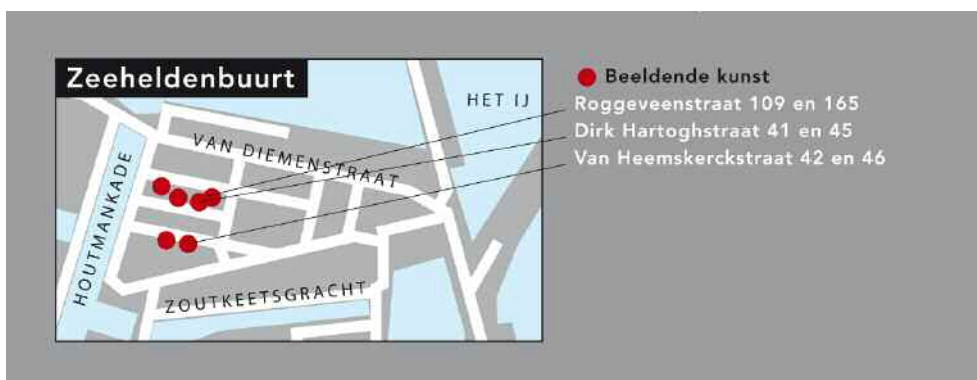 Zeeheldenbuurt
HET IJ
VAN DIEMENSTRAAT
HOUTMANKADE
ZOUTKEETSGRACHT
Beeldende kunst
Roggeveenstraat 109 en 165
Dirk Hartoghstraat 41 en 45
Van Heemskerckstraat 42 en 46